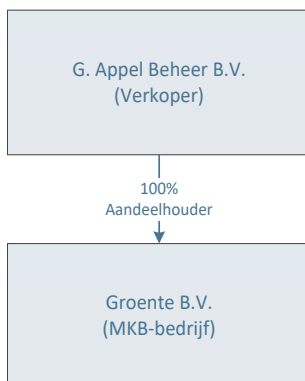 G. Appel Beheer B.V.
(Verkoper)
100%
Aandeelhouder
Groente B.V.
(MKB-bedrijf)